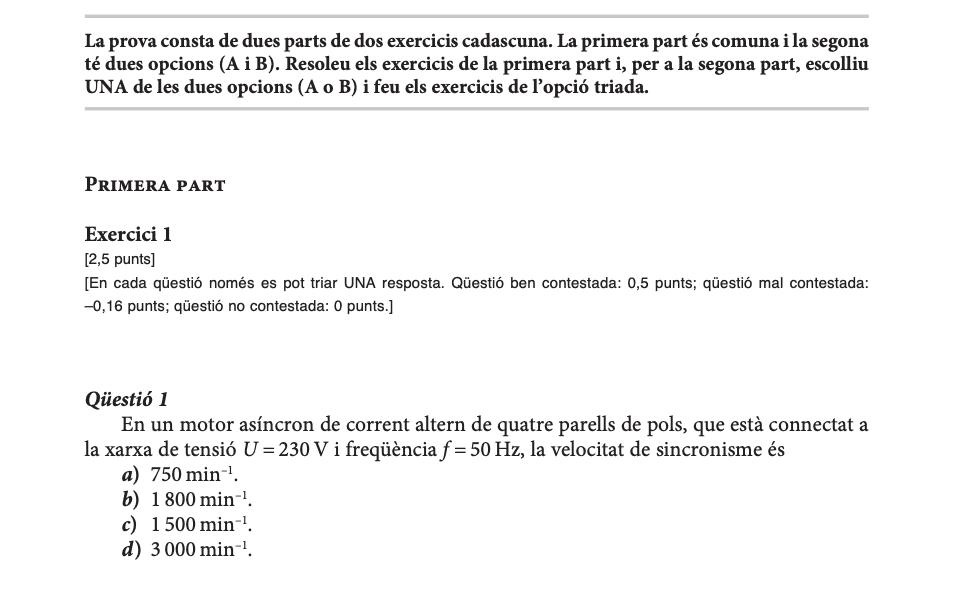 La prova consta de dues parts de dos exercicis cadascuna. La primera part és comuna i la segona
té dues opcions (A i B). Resoleu els exercicis de la primera part i, per a la segona part, escolliu
UNA de les dues opcions (A o B) i feu els exercicis de l’opció triada.
PRIMERA PART
Exercici 1
[2,5 punts]
[En cada qüestió només es pot triar UNA resposta. Qüestió ben contestada: 0,5 punts; qüestió mal contestada:
–0,16 punts; qüestió no contestada: 0 punts.]
Qüestió 1
En un motor asíncron de corrent altern de quatre parells de pols, que està connectat a
la xarxa de tensió U = 230 V i freqüència f = 50 Hz, la velocitat de sincronisme és
a) 750 min⁻¹.
b) 1 800 min⁻¹.
c) 1 500 min⁻¹.
d) 3 000 min⁻¹.